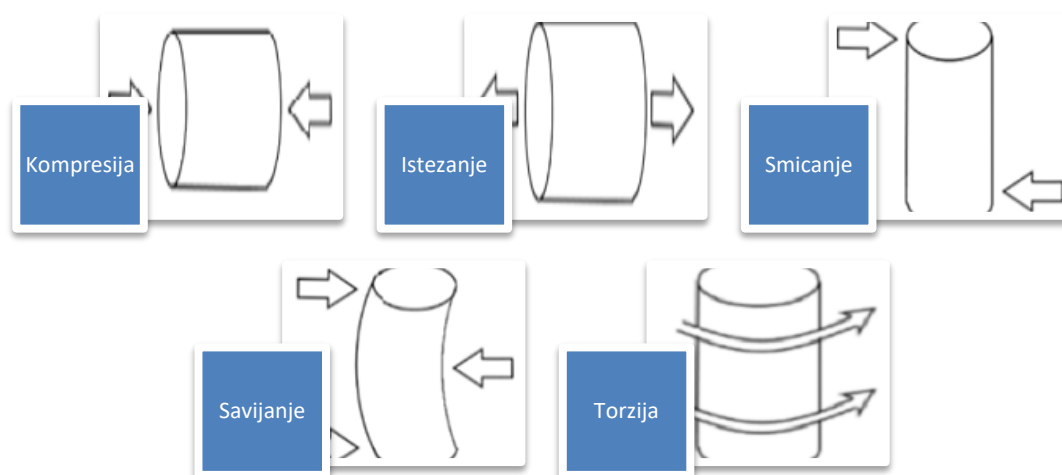 Kompresija
Istezanje
Smicanje
Savijanje
Torzija